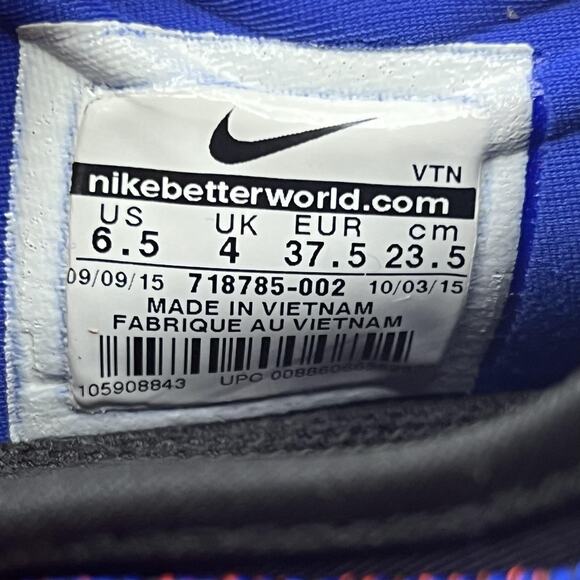 VTN
nikebetterworld.com
US UK EUR cm
6.5 4 37.5 23.5
09/09/15 718785-002 10/03/15
MADE IN VIETNAM
FABRIQUE AU VIETNAM
105908843 UPC